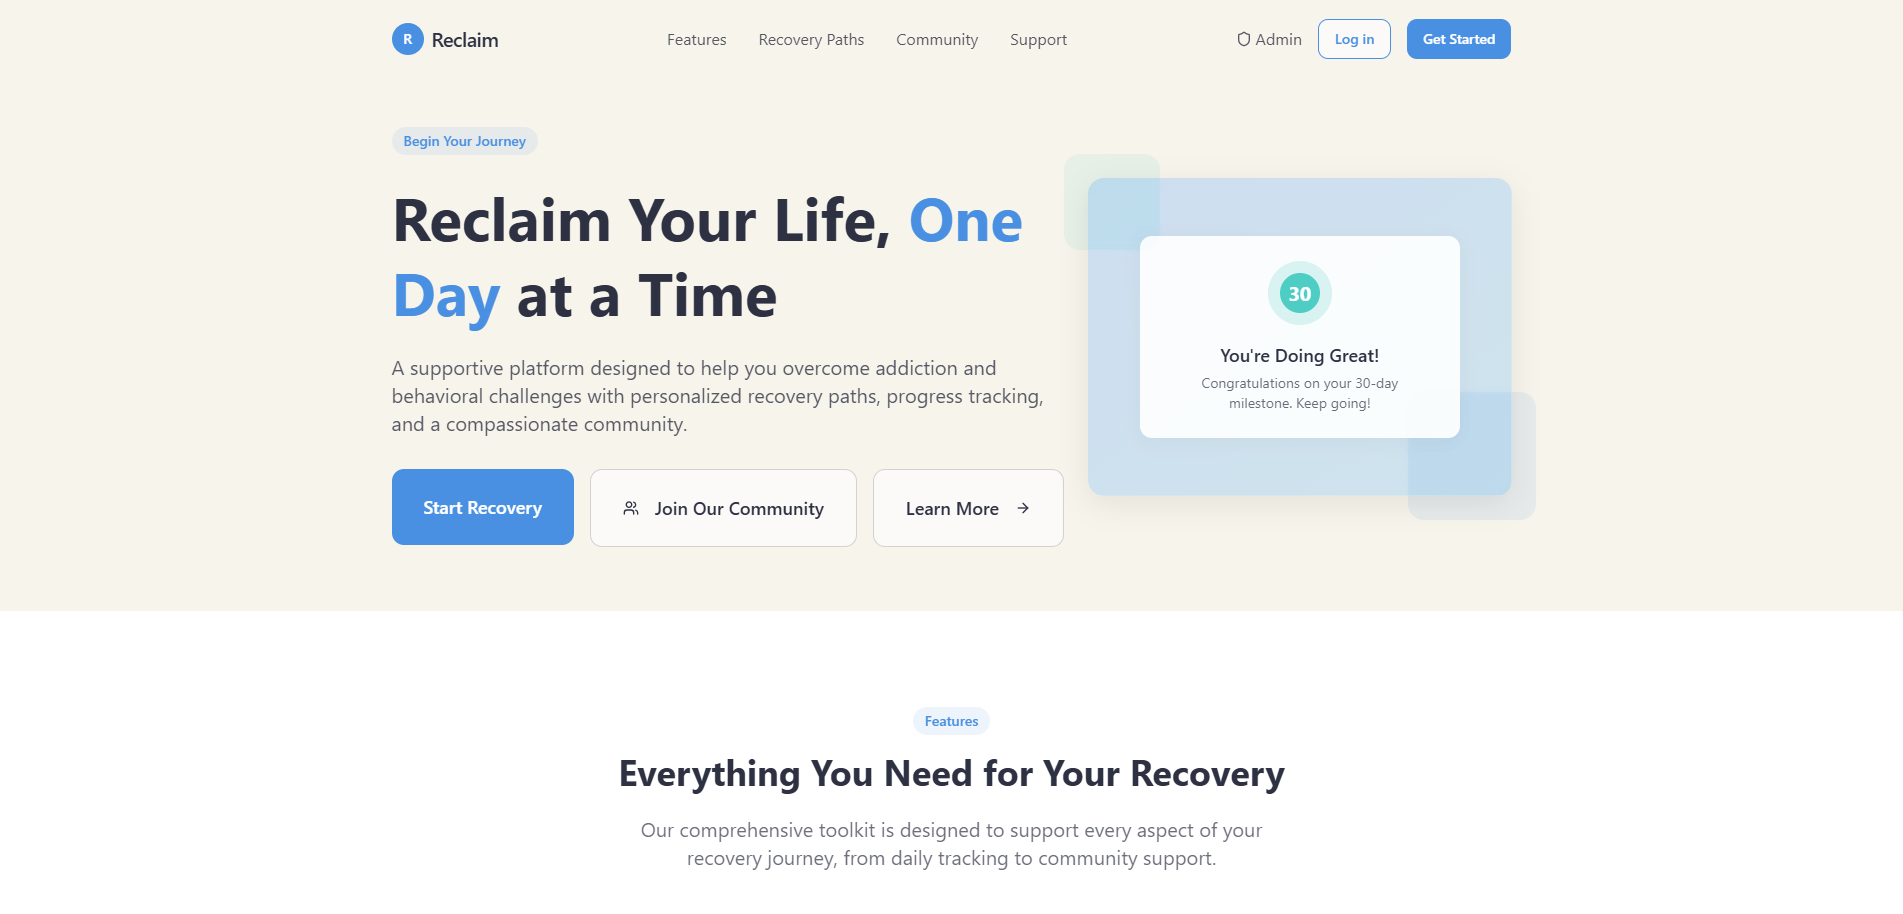 R Reclaim
Features Recovery Paths Community Support
Admin Log in Get Started
Begin Your Journey
Reclaim Your Life, One
Day at a Time
A supportive platform designed to help you overcome addiction and
behavioral challenges with personalized recovery paths, progress tracking,
and a compassionate community.
Start Recovery Join Our Community Learn More →
30
You're Doing Great!
Congratulations on your 30-day
milestone. Keep going!
Features
Everything You Need for Your Recovery
Our comprehensive toolkit is designed to support every aspect of your
recovery journey, from daily tracking to community support.